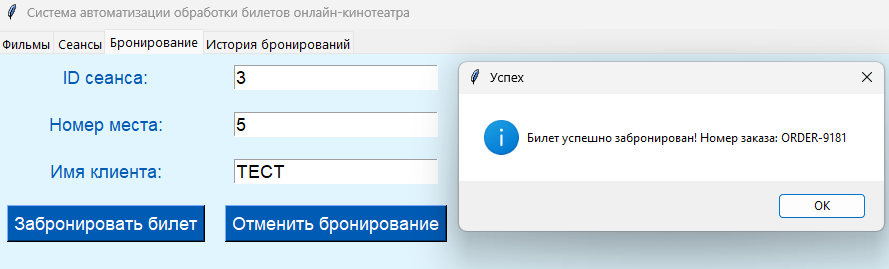 Система автоматизации обработки билетов онлайн-кинотеатра
Фильмы Сеансы Бронирование История бронирований
ID сеанса: 3
Номер места: 5
Имя клиента: ТЕСТ
Забронировать билет Отменить бронирование
Успех
Билет успешно забронирован! Номер заказа: ORDER-9181
ОК